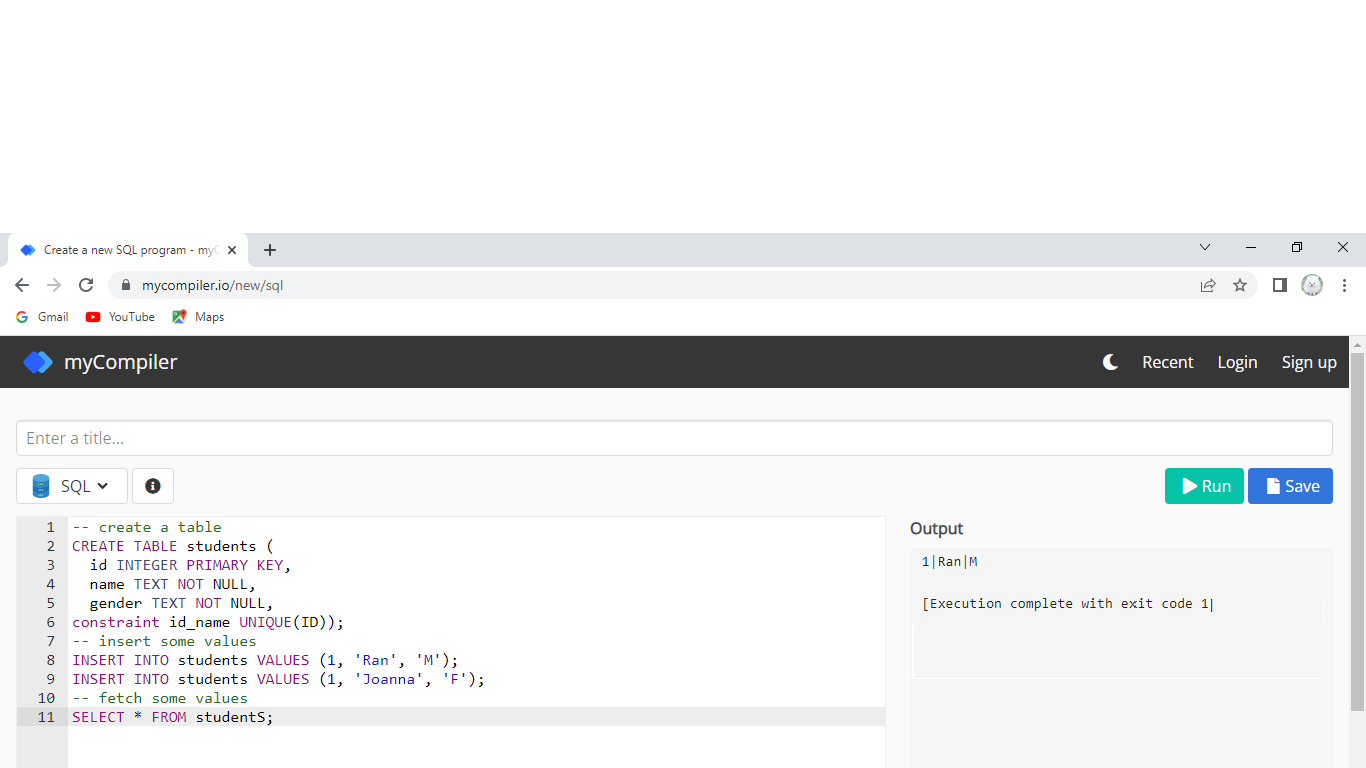 Create a new SQL program - myC
mycompiler.io/new/sql
Gmail YouTube Maps
myCompiler Recent Login Sign up
Enter a title...
SQL Run Save
Output
1 -- create a table
2 CREATE TABLE students (
3 id INTEGER PRIMARY KEY,
4 name TEXT NOT NULL,
5 gender TEXT NOT NULL,
6 constraint id_name UNIQUE(ID));
7 -- insert some values
8 INSERT INTO students VALUES (1, 'Ran', 'M');
9 INSERT INTO students VALUES (1, 'Joanna', 'F');
10 -- fetch some values
11 SELECT * FROM studentS;
1|Ran|M
[Execution complete with exit code 1|